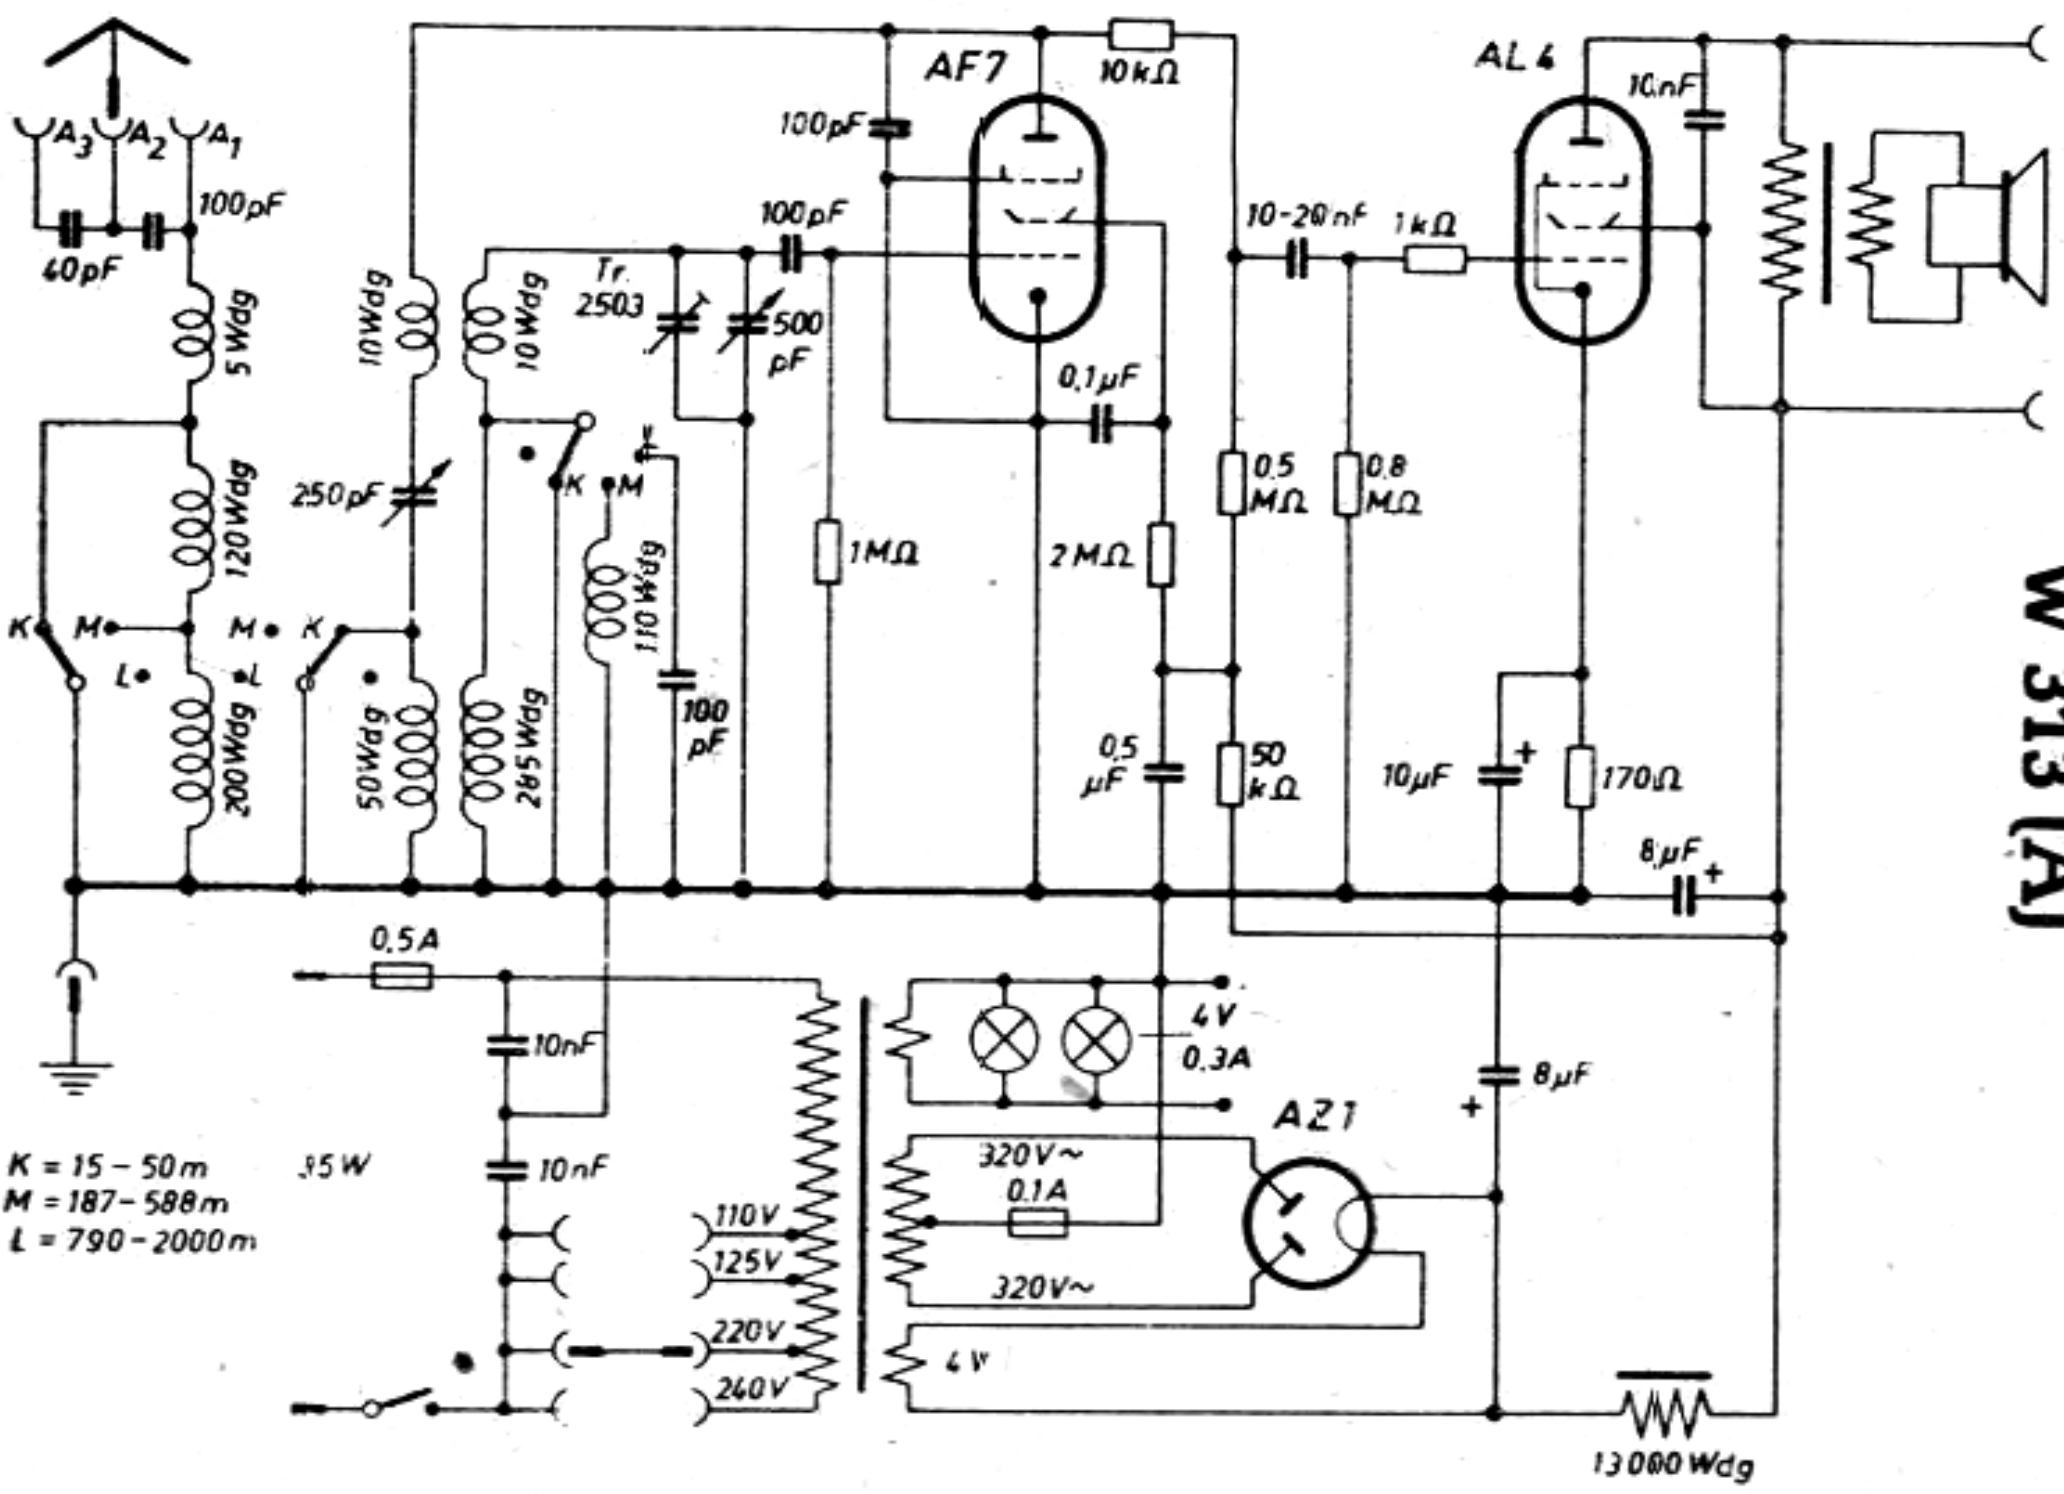 AF7
10kΩ
AL4
10nF
A3
A2
A1
100pF
40pF
100pF
100pF
Tr.
2503
500
pF
10-20nF
1kΩ
5Wdg
10Wdg
10Wdg
0,1µF
250pF
K
M
120Wdg
110Wdg
1MΩ
2MΩ
0,5
MΩ
0,8
MΩ
K
M
M
K
L
L
200Wdg
50Wdg
265Wdg
100
pF
0,5
µF
50
kΩ
10µF
+
170Ω
8µF
+
W 313 (A)
0,5A
10nF
4V
0,3A
8µF
+
AZ1
K = 15-50m
M = 187-588m
L = 790-2000m
35W
10nF
110V
125V
220V
240V
320V~
0,1A
320V~
4V
13000Wdg